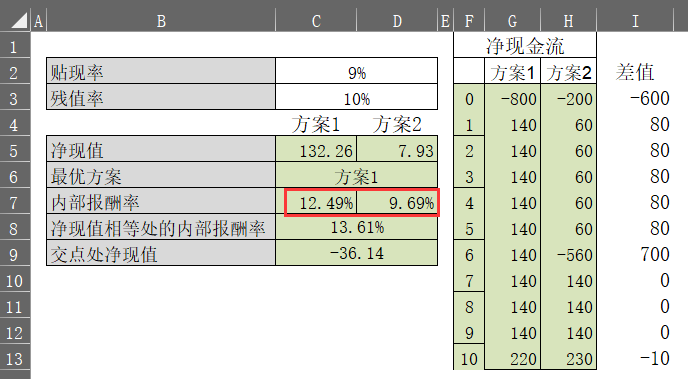 A B C D E F G H I
1 净现金流
2 贴现率 9% 方案1 方案2 差值
3 残值率 10% 0 -800 -200 -600
4 方案1 方案2 1 140 60 80
5 净现值 132.26 7.93 2 140 60 80
6 最优方案 方案1 3 140 60 80
7 内部报酬率 12.49% 9.69% 4 140 60 80
8 净现值相等处的内部报酬率 13.61% 5 140 60 80
9 交点处净现值 -36.14 6 140 -560 700
10 7 140 140 0
11 8 140 140 0
12 9 140 140 0
13 10 220 230 -10